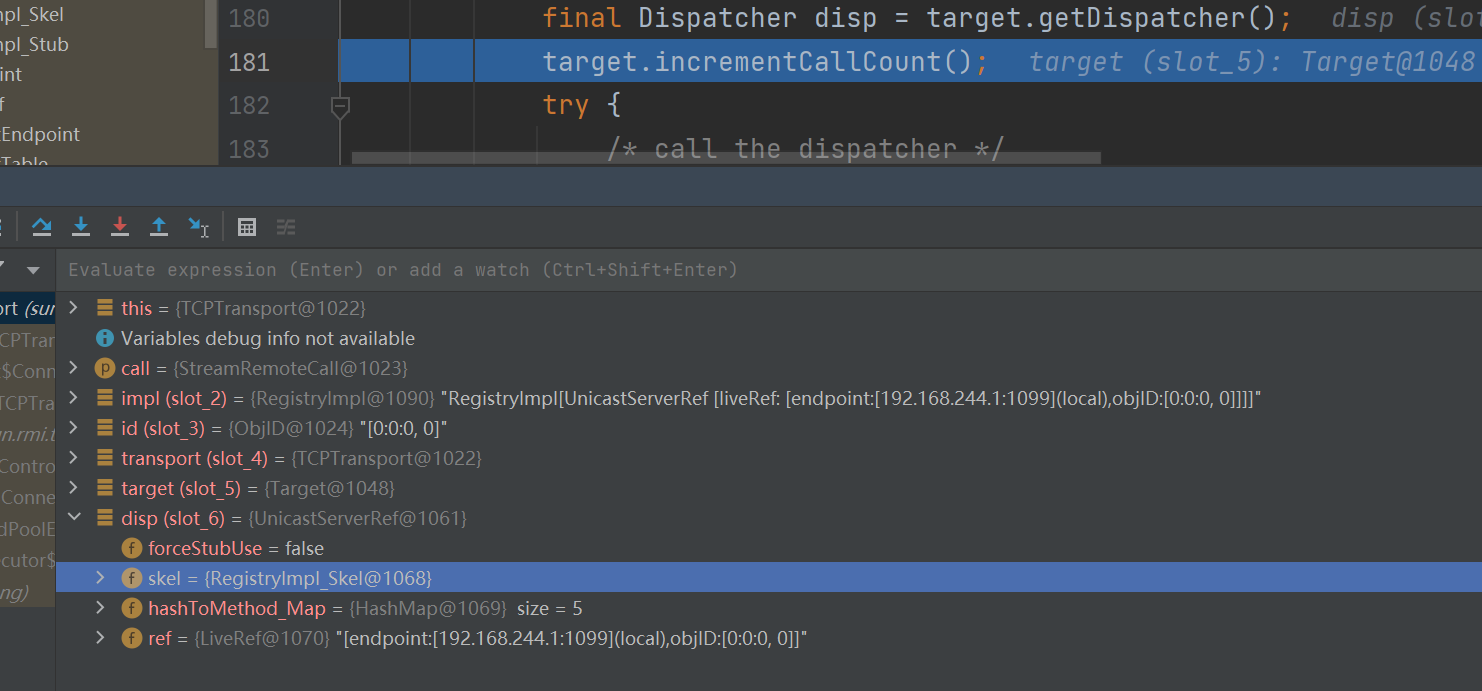 npl_Skel
npl_Stub
int
f
Endpoint
Table
180 final Dispatcher disp = target.getDispatcher(); disp (slot
181 target.incrementCallCount(); target (slot_5): Target@1048
182 try {
183 /* call the dispatcher */
Evaluate expression (Enter) or add a watch (Ctrl+Shift+Enter)
ort (sun
CPTran
$Conn
TCPTra
n.rmi.t
Contro
Conne
dPoolE
cutor$
ng)
this = {TCPTransport@1022}
Variables debug info not available
call = {StreamRemoteCall@1023}
impl (slot_2) = {RegistryImpl@1090} "RegistryImpl[UnicastServerRef [liveRef: [endpoint:[192.168.244.1:1099](local),objID:[0:0:0, 0]]]]"
id (slot_3) = {ObjID@1024} "[0:0:0, 0]"
transport (slot_4) = {TCPTransport@1022}
target (slot_5) = {Target@1048}
disp (slot_6) = {UnicastServerRef@1061}
forceStubUse = false
skel = {RegistryImpl_Skel@1068}
hashToMethod_Map = {HashMap@1069} size = 5
ref = {LiveRef@1070} "[endpoint:[192.168.244.1:1099](local),objID:[0:0:0, 0]]"